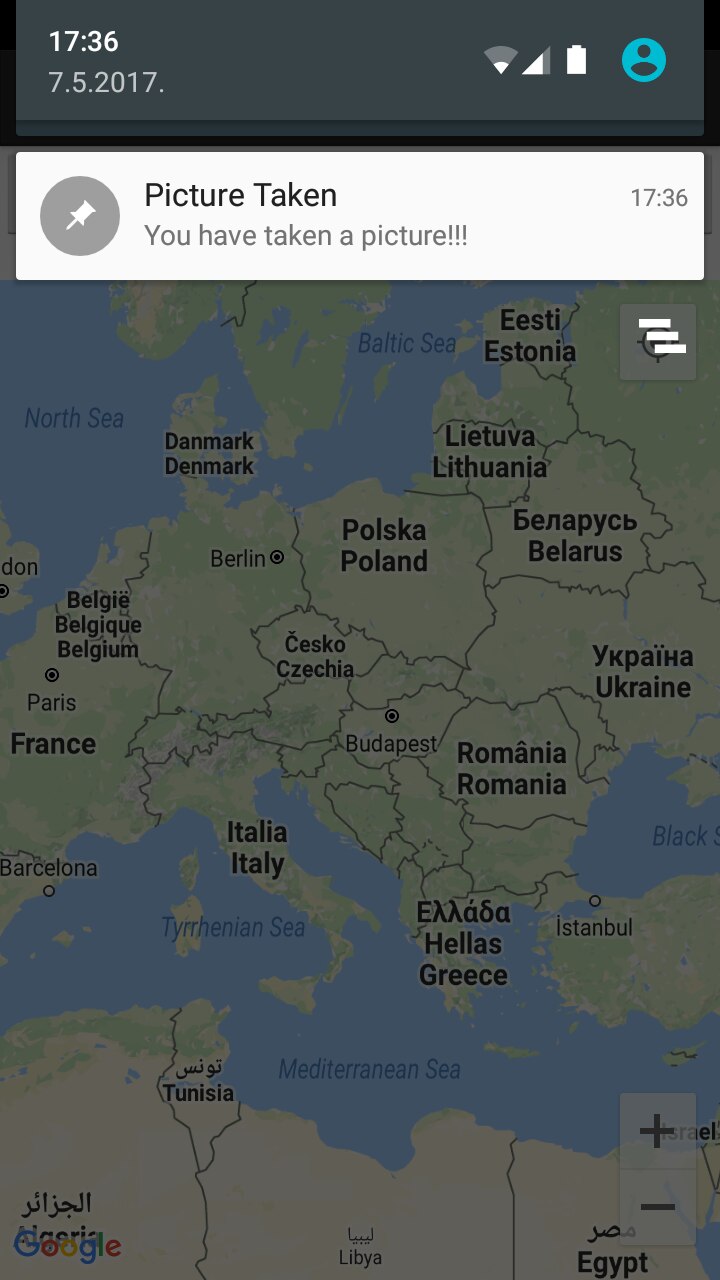 17:36
7.5.2017.
Picture Taken
17:36
You have taken a picture!!!
Eesti
Estonia
Baltic Sea
North Sea
Lietuva
Lithuania
Danmark
Denmark
Polska
Poland
Беларусь
Belarus
Berlin
don
België
Belgique
Belgium
Česko
Czechia
Україна
Ukraine
Paris
France
Budapest
România
Romania
Italia
Italy
Black S
Barcelona
Ελλάδα
Hellas
Greece
İstanbul
Tyrrhenian Sea
تونس
Tunisia
Mediterranean Sea
Israel
الجزائر
Algeria
Google
ليبيا
Libya
مصر
Egypt